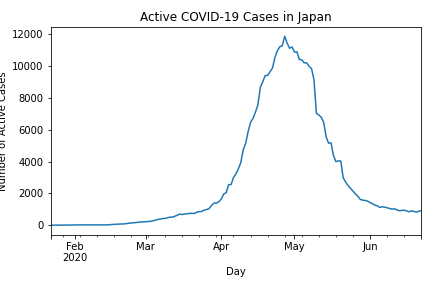 Active COVID-19 Cases in Japan
12000
10000
8000
6000
4000
2000
0
Number of Active Cases
Feb Mar Apr May Jun
2020
Day